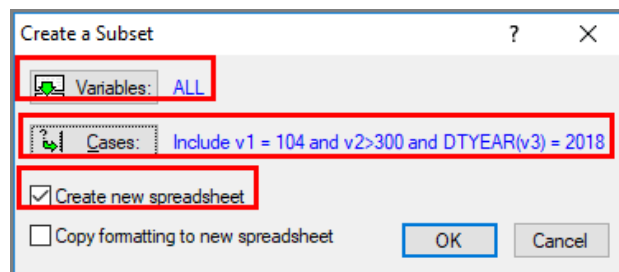 Create a Subset ?
Variables: ALL
Cases: Include v1 = 104 and v2>300 and DTYEAR(v3) = 2018
Create new spreadsheet
Copy formatting to new spreadsheet OK Cancel